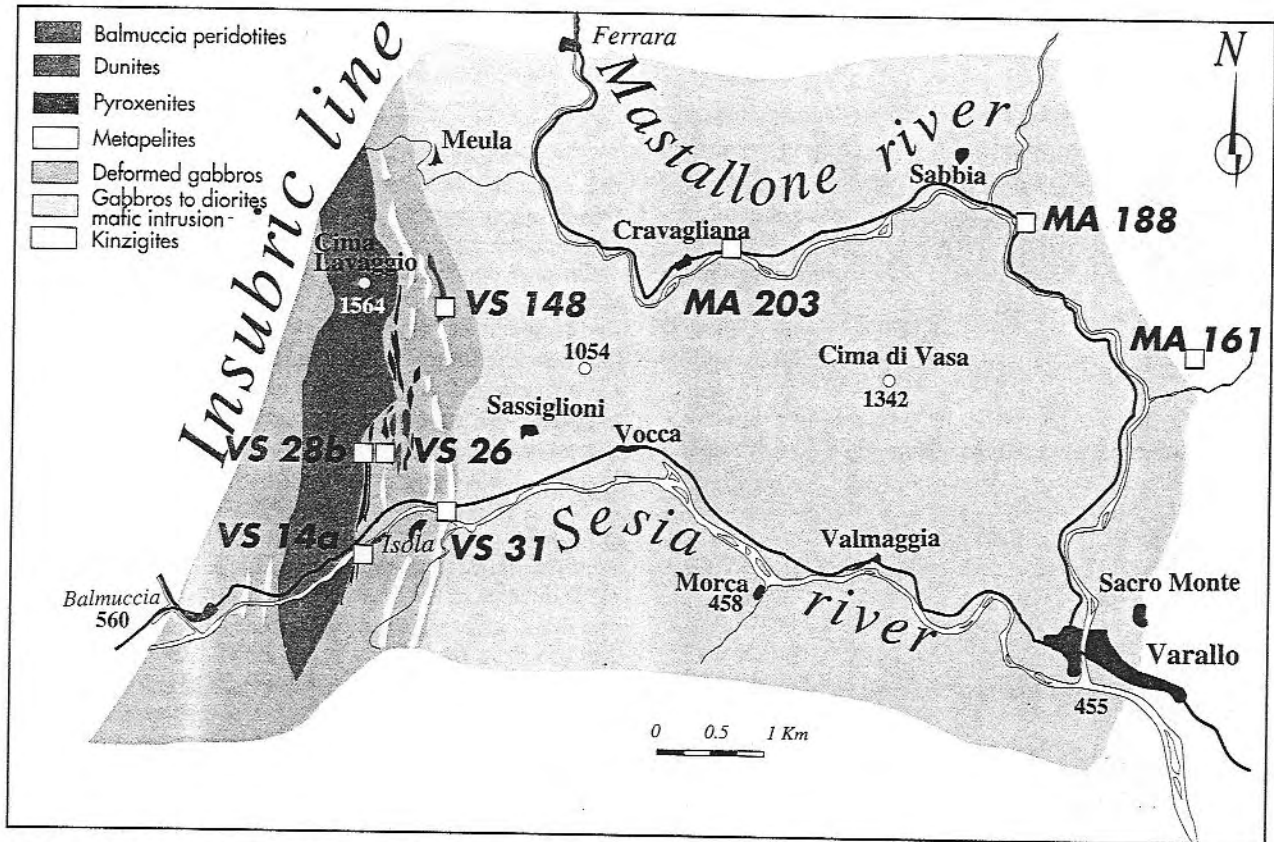 Balmuccia peridotites
Dunites
Pyroxenites
Metapelites
Deformed gabbros
Gabbros to diorites
mafic intrusion -
Kinzigites
Insubric line
Ferrara
Mastallone river
N
Meula
Sabbia
Cravagliana
MA 188
Cima
Lavaggio
1564
VS 148
MA 203
MA 161
1054
Cima di Vasa
1342
Sassiglioni
Vocca
VS 28b
VS 26
Sesia river
VS 14a
Isola
VS 31
Valmaggia
Morca
458
Sacro Monte
Balmuccia
560
Varallo
455
0 0.5 1 Km